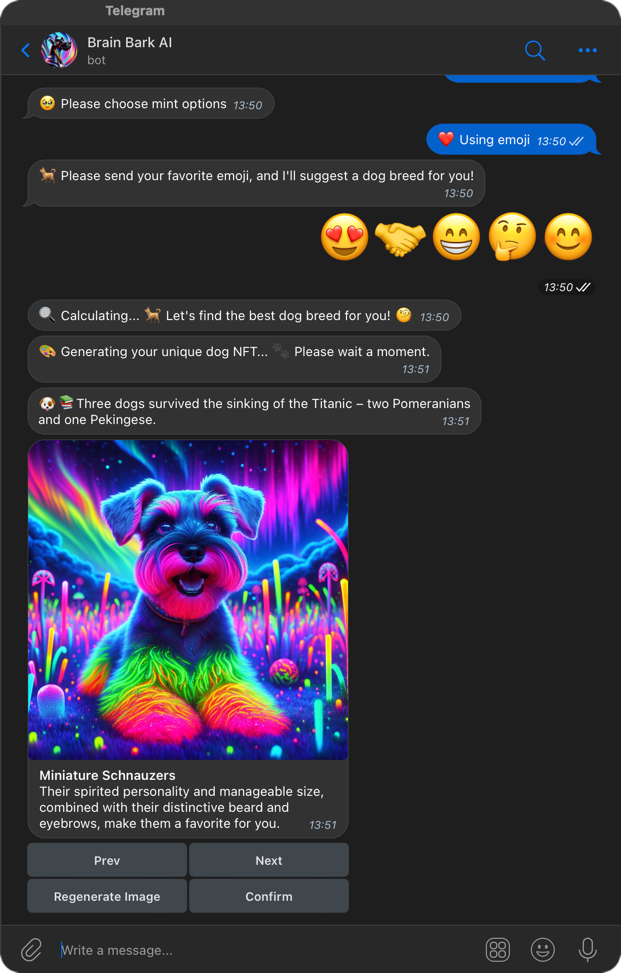 Telegram
Brain Bark AI
bot
🥹 Please choose mint options 13:50
❤️ Using emoji 13:50
🐕 Please send your favorite emoji, and I'll suggest a dog breed for you!
13:50
😍🤝😁🤔😊
13:50
🔍 Calculating... 🐕 Let's find the best dog breed for you! 🧐 13:50
🎨 Generating your unique dog NFT... 🐾 Please wait a moment.
13:51
🐶 📚Three dogs survived the sinking of the Titanic – two Pomeranians
and one Pekingese. 13:51
Miniature Schnauzers
Their spirited personality and manageable size,
combined with their distinctive beard and
eyebrows, make them a favorite for you. 13:51
Prev Next
Regenerate Image Confirm
Write a message...